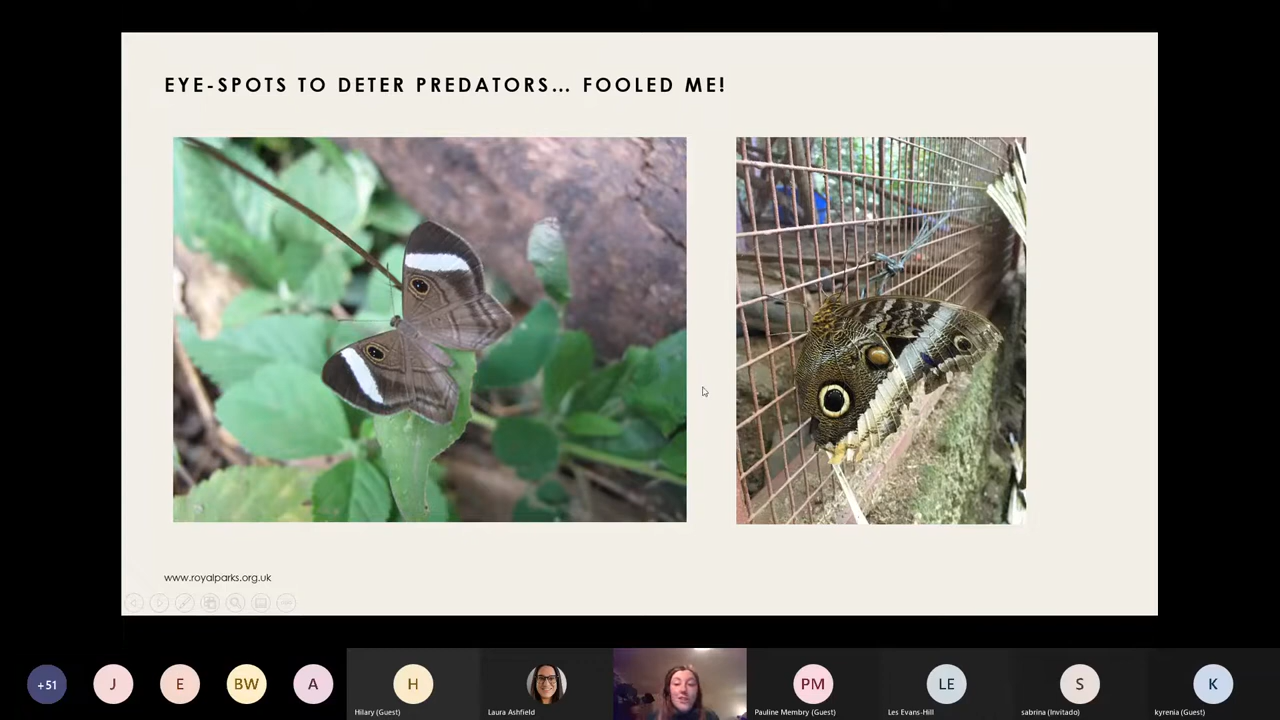 EYE-SPOTS TO DETER PREDATORS... FOOLED ME!
www.royalparks.org.uk
+51
J
E
BW
A
H
PM
LE
S
K
Hilary (Guest)
Laura Ashfield
Pauline Membry (Guest)
Les Evans-Hill
sabrina (Invitado)
kyrenia (Guest)